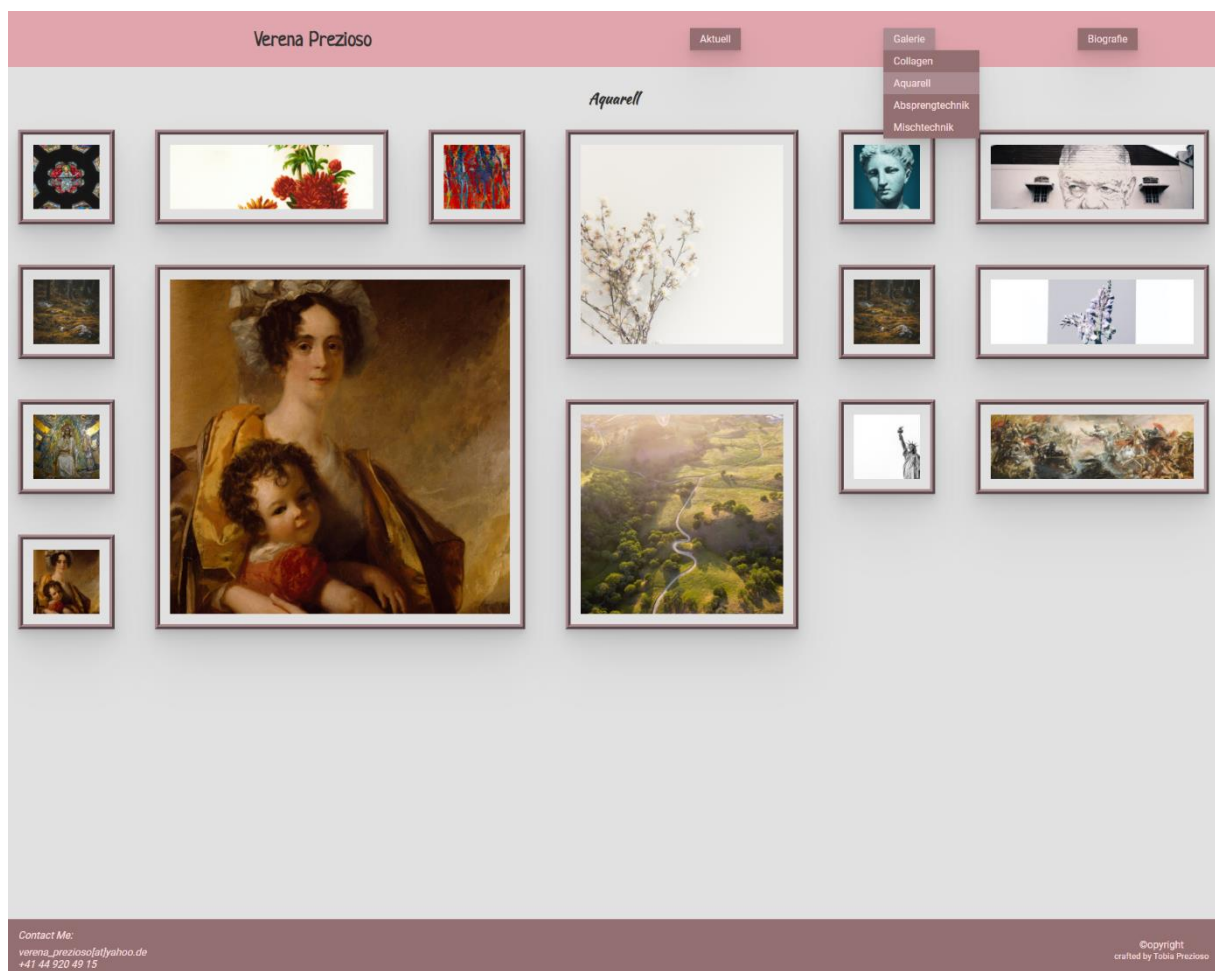 Verena Prezioso
Aktuell
Galerie
Biografie
Collagen
Aquarell
Absprengtechnik
Mischtechnik
Aquarell
Contact Me:
verena_prezioso[at]yahoo.de
+41 44 920 49 15
©opyright
crafted by Tobia Prezioso